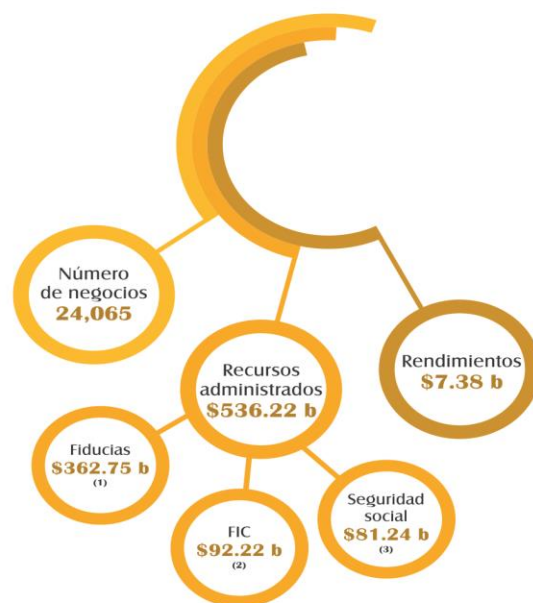 Número
de negocios
24,065
Recursos
administrados
$536.22 b
Rendimientos
$7.38 b
Fiducias
$362.75 b
(1)
FIC
$92.22 b
(2)
Seguridad
social
$81.24 b
(3)